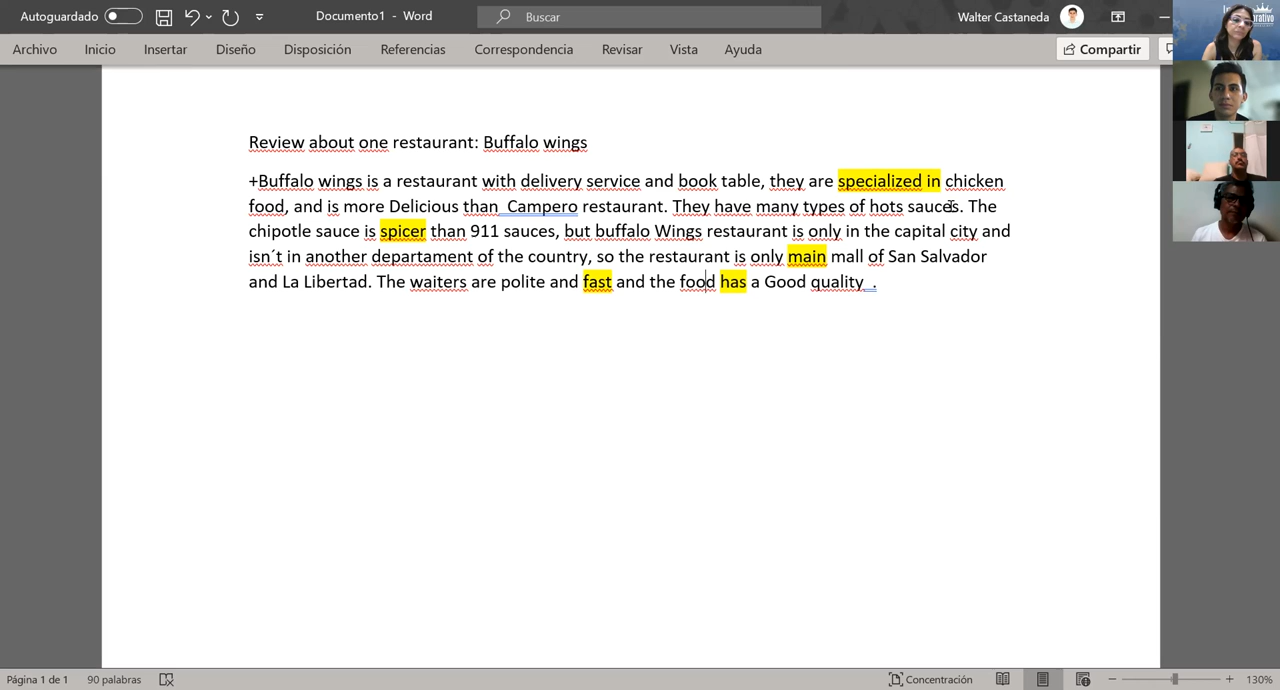 Autoguardado
Documento1 - Word
Buscar
Walter Castaneda
Archivo Inicio Insertar Diseño Disposición Referencias Correspondencia Revisar Vista Ayuda Compartir
Review about one restaurant: Buffalo wings
+Buffalo wings is a restaurant with delivery service and book table, they are specialized in chicken
food, and is more Delicious than Campero restaurant. They have many types of hots sauces. The
chipotle sauce is spicer than 911 sauces, but buffalo Wings restaurant is only in the capital city and
isn´t in another departament of the country, so the restaurant is only main mall of San Salvador
and La Libertad. The waiters are polite and fast and the food has a Good quality .
Página 1 de 1 90 palabras Concentración 130%